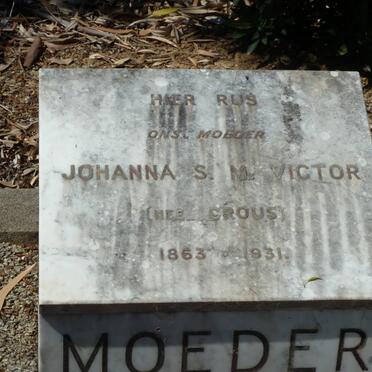 HIER RUS
ONS. MOEDER
JOHANNA S. M. VICTOR
(NEE CROUS)
1863 - 1931.
MOEDER